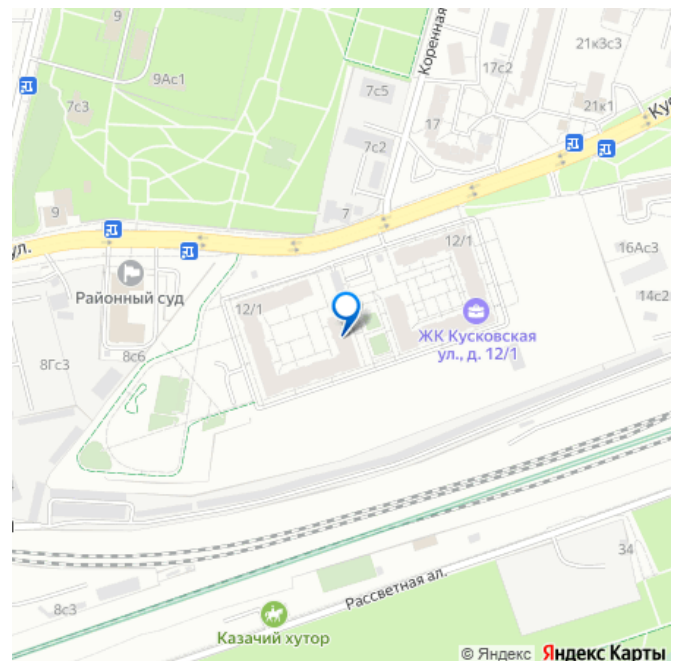 9
9Ас1
7с3
7с5
Коренная
17с2
21к3с3
7с2
17
21к1
Ку
9
7
ул.
12/1
16Ас3
Районный суд
14с2
12/1
ЖК Кусковская
ул., д. 12/1
8Гс3
8с6
34
8с3
Рассветная ал.
Казачий хутор
© Яндекс Яндекс Карты